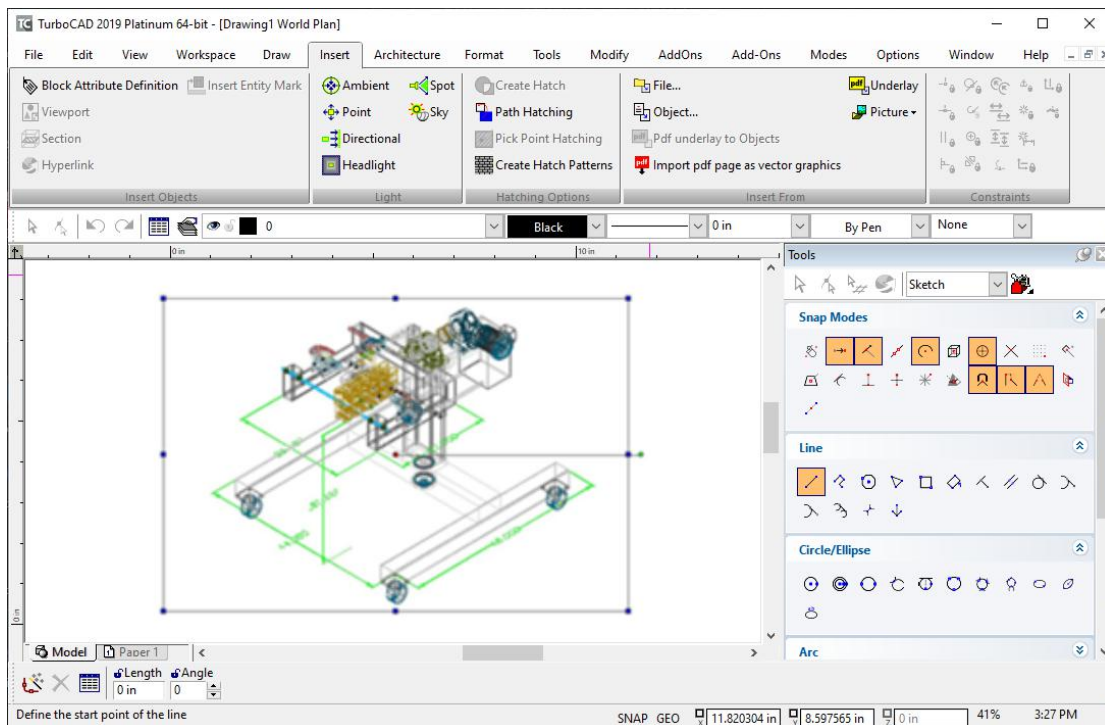 TC TurboCAD 2019 Platinum 64-bit - [Drawing1 World Plan]
File Edit View Workspace Draw Insert Architecture Format Tools Modify AddOns Add-Ons Modes Options Window Help
Block Attribute Definition Insert Entity Mark Ambient Spot Create Hatch File... pdf Underlay
Viewport Point Sky Path Hatching Object... Picture
Section Directional Pick Point Hatching pdf Pdf underlay to Objects
Hyperlink Headlight Create Hatch Patterns pdf Import pdf page as vector graphics
Insert Objects Light Hatching Options Insert From Constraints
0 Black 0 in By Pen None
0 in 10 in
Tools
Sketch
Snap Modes
Line
Circle/Ellipse
0 in
Model Paper 1 Arc
Length Angle
0 in 0
Define the start point of the line SNAP GEO X 11.820304 in Y 8.597565 in Z 0 in 41% 3:27 PM